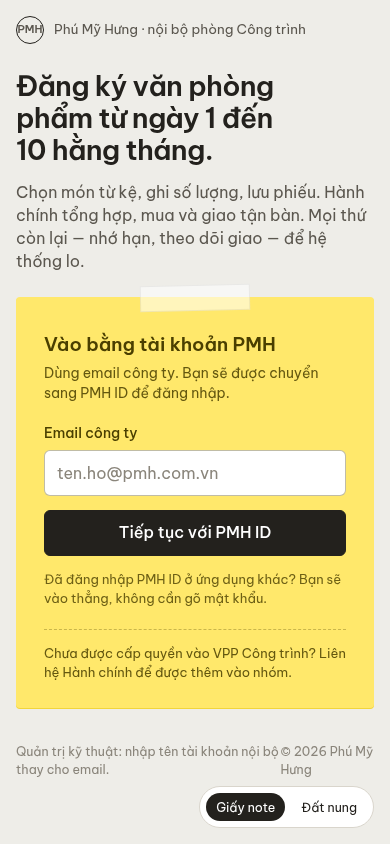 PMH Phú Mỹ Hưng · nội bộ phòng Công trình
Đăng ký văn phòng
phẩm từ ngày 1 đến
10 hằng tháng.
Chọn món từ kệ, ghi số lượng, lưu phiếu. Hành
chính tổng hợp, mua và giao tận bàn. Mọi thứ
còn lại — nhớ hạn, theo dõi giao — để hệ
thống lo.
Vào bằng tài khoản PMH
Dùng email công ty. Bạn sẽ được chuyển
sang PMH ID để đăng nhập.
Email công ty
ten.ho@pmh.com.vn
Tiếp tục với PMH ID
Đã đăng nhập PMH ID ở ứng dụng khác? Bạn sẽ
vào thẳng, không cần gõ mật khẩu.
Chưa được cấp quyền vào VPP Công trình? Liên
hệ Hành chính để được thêm vào nhóm.
Quản trị kỹ thuật: nhập tên tài khoản nội bộ
thay cho email.
© 2026 Phú Mỹ
Hưng
Giấy note
Đất nung